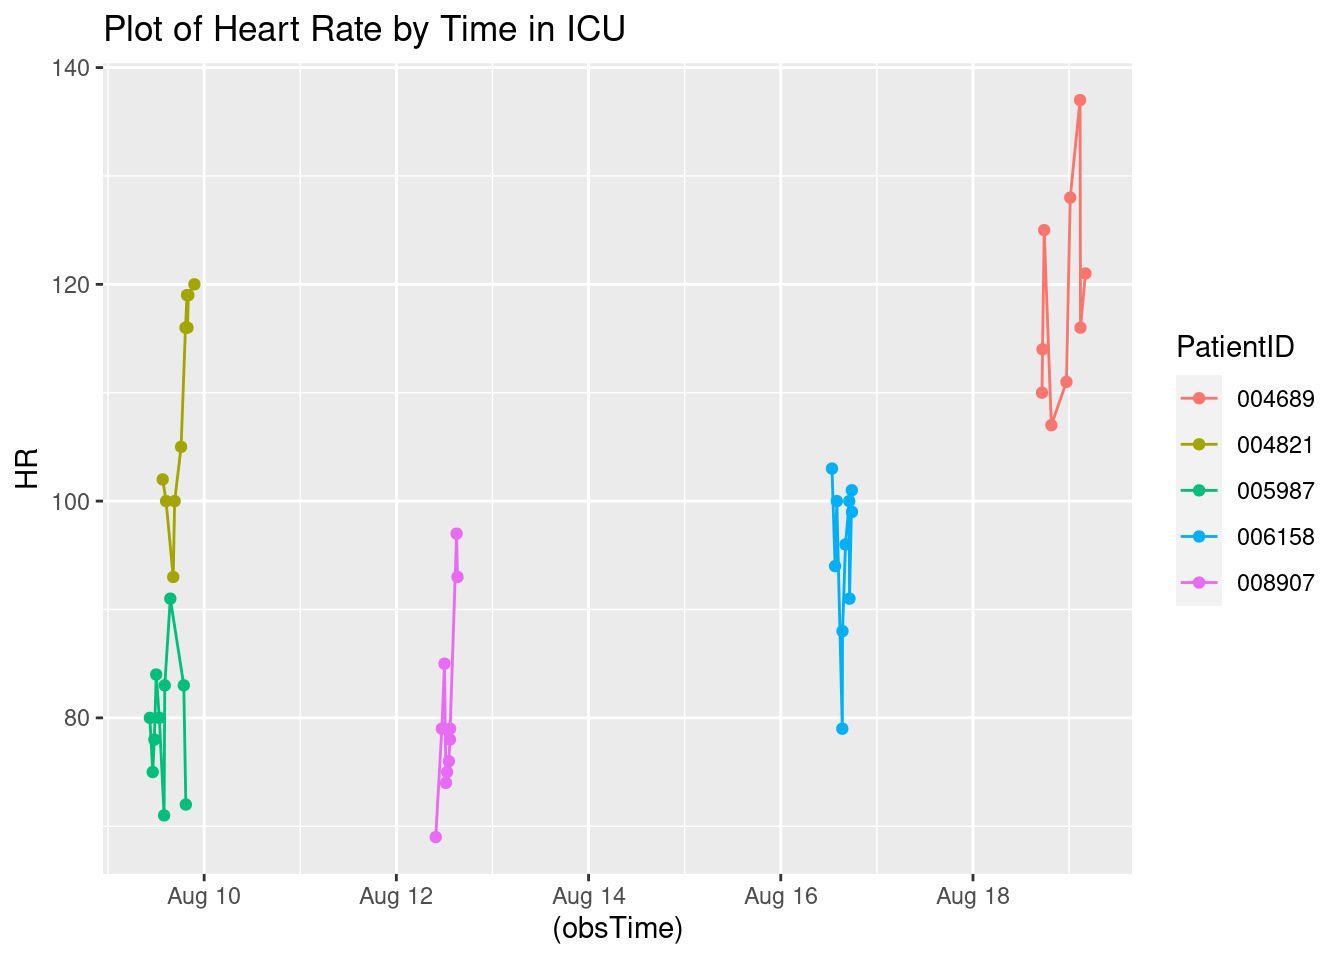 Plot of Heart Rate by Time in ICU
140
120
100
80
HR
Aug 10
Aug 12
Aug 14
Aug 16
Aug 18
(obsTime)
PatientID
004689
004821
005987
006158
008907